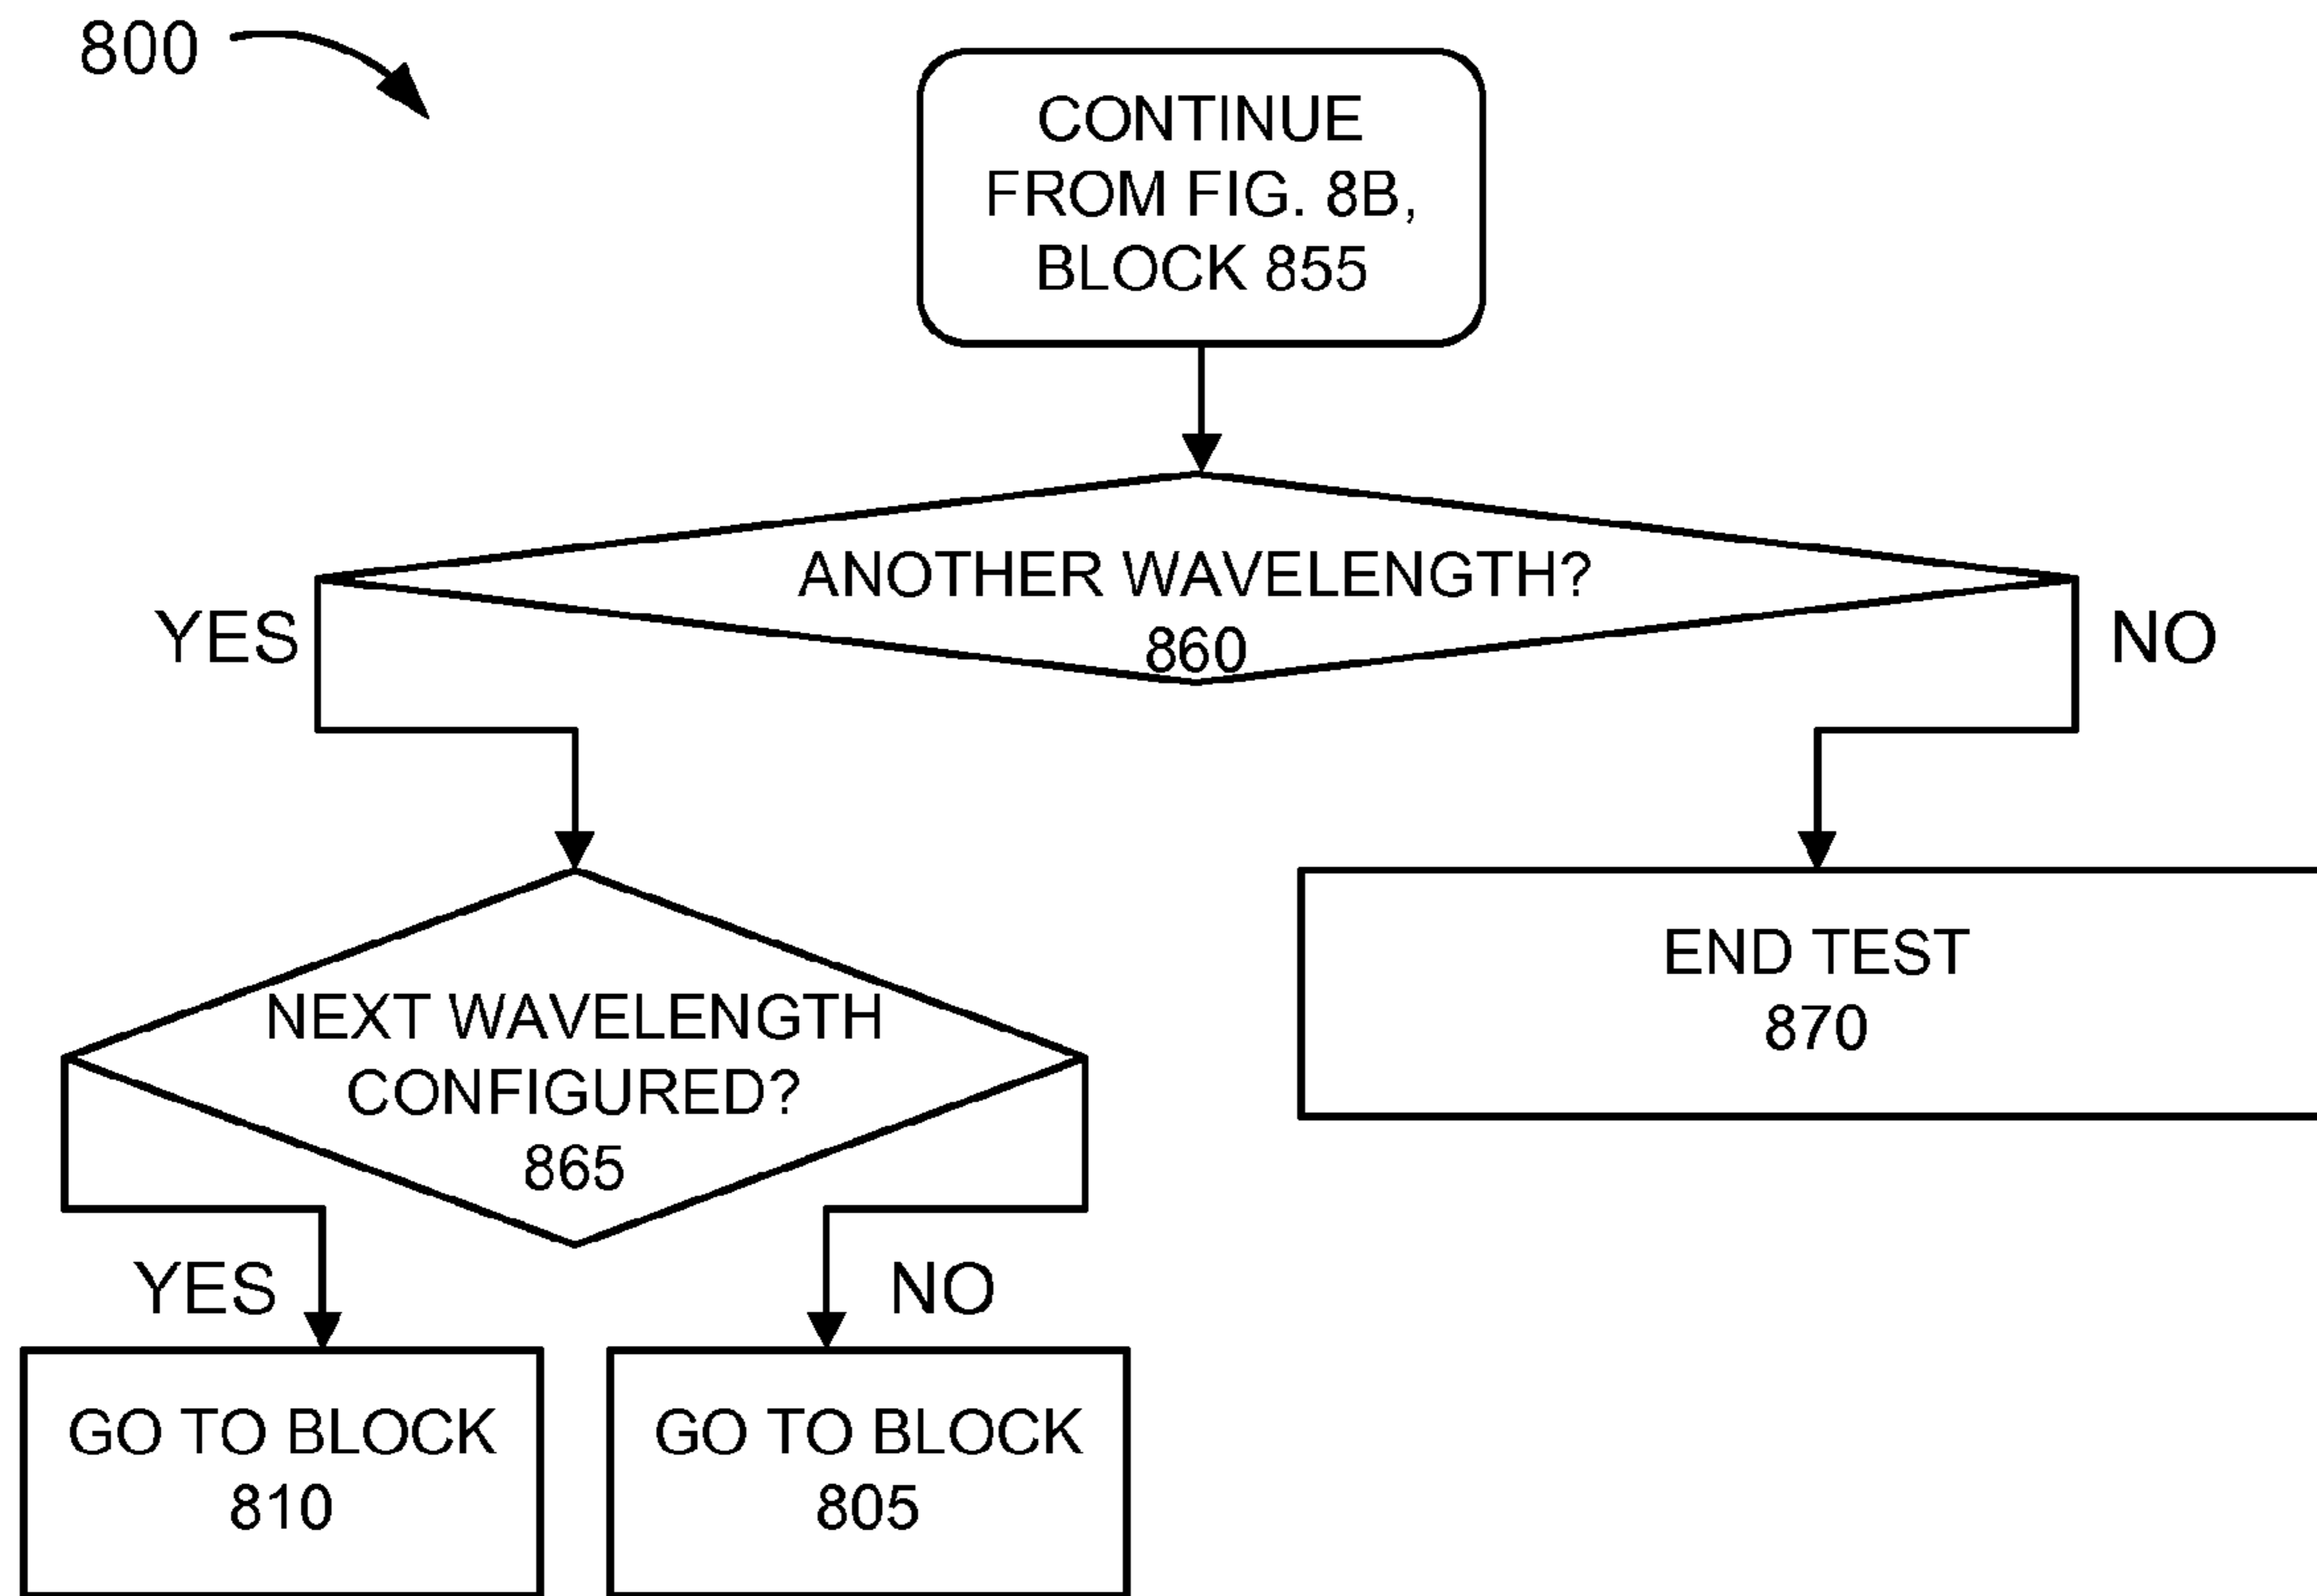 800
CONTINUE
FROM FIG. 8B,
BLOCK 855
ANOTHER WAVELENGTH?
860
YES
NO
END TEST
870
NEXT WAVELENGTH
CONFIGURED?
865
YES
NO
GO TO BLOCK
810
GO TO BLOCK
805